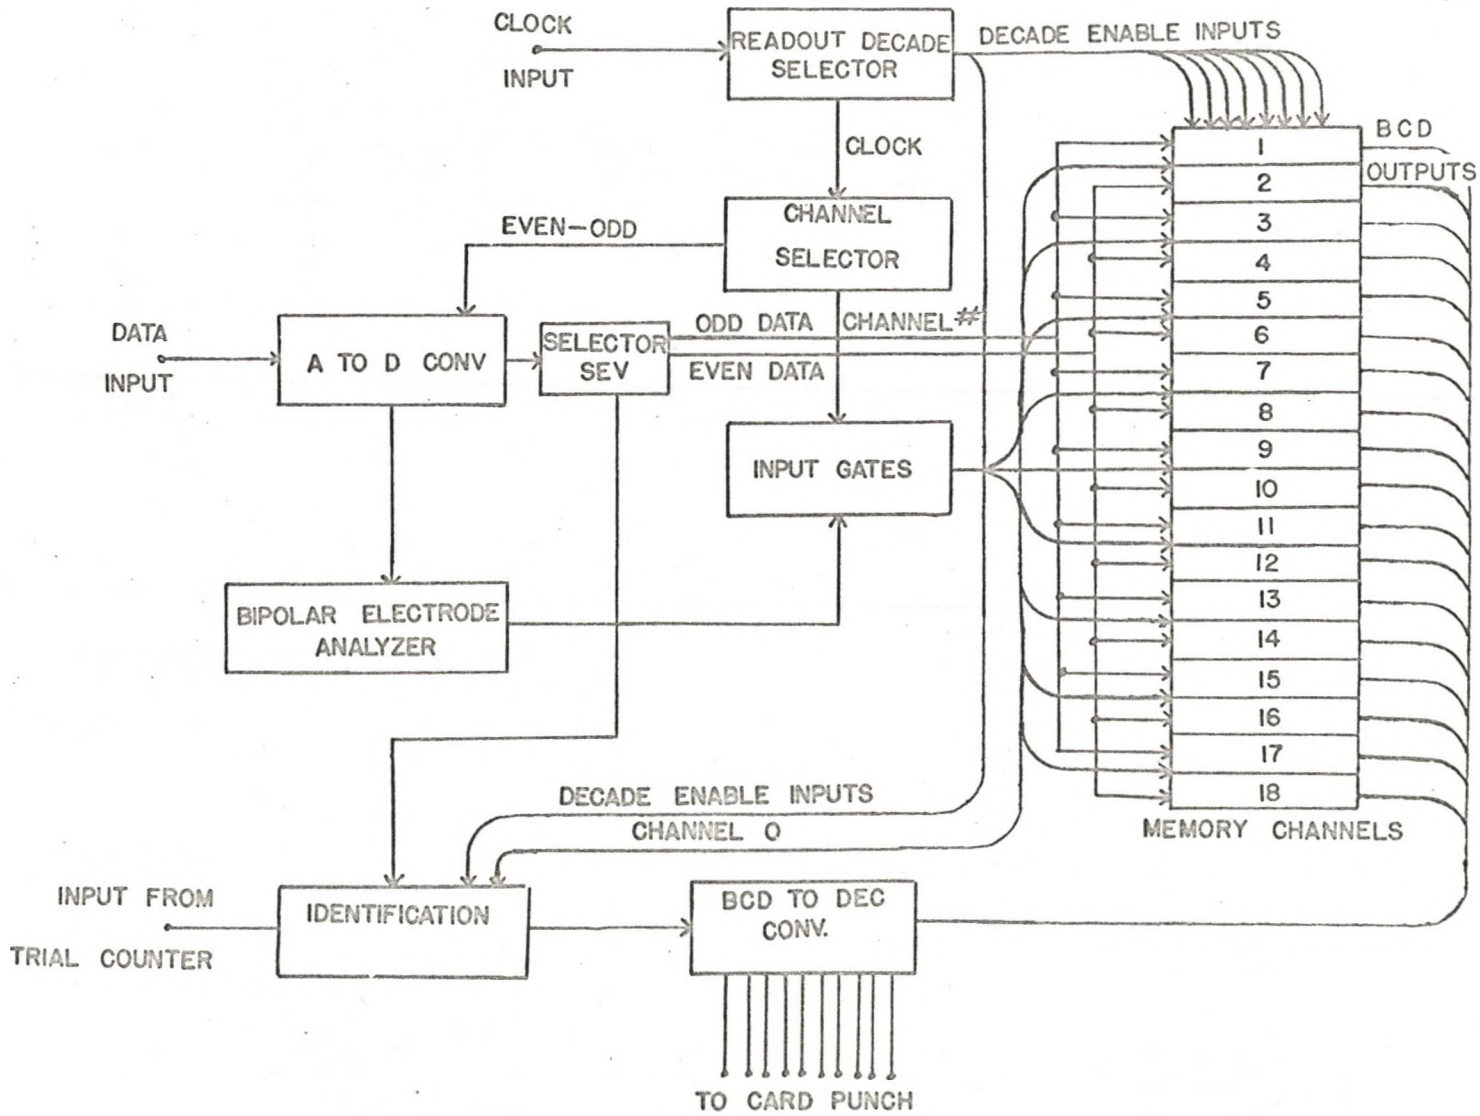 CLOCK
INPUT
READOUT DECADE
SELECTOR
DECADE ENABLE INPUTS
CLOCK
BCD
OUTPUTS
EVEN-ODD
CHANNEL
SELECTOR
DATA
INPUT
A TO D CONV
SELECTOR
SEV
ODD DATA
CHANNEL#
EVEN DATA
INPUT GATES
BIPOLAR ELECTRODE
ANALYZER
1
2
3
4
5
6
7
8
9
10
11
12
13
14
15
16
17
18
MEMORY CHANNELS
DECADE ENABLE INPUTS
CHANNEL O
INPUT FROM
TRIAL COUNTER
IDENTIFICATION
BCD TO DEC
CONV.
TO CARD PUNCH